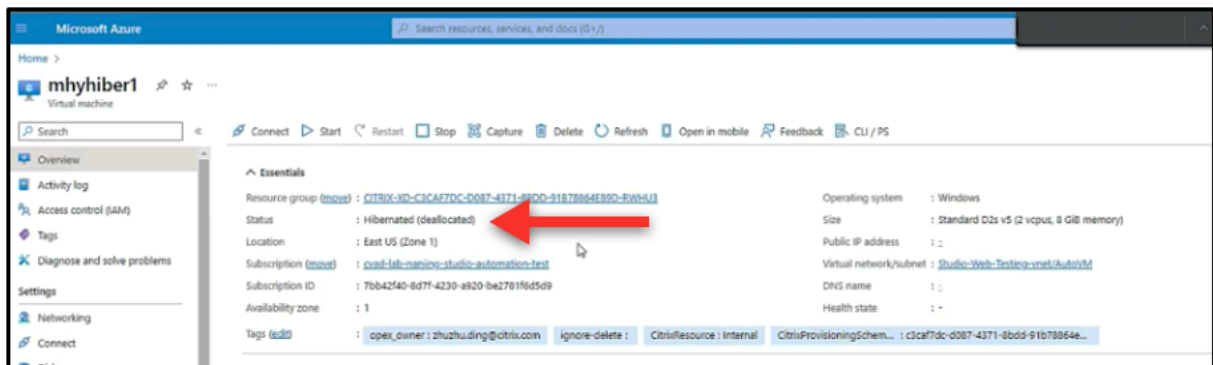 Microsoft Azure
Search resources, services, and docs (G+/)
Home >
mhyhiber1
Virtual machine
Search
Connect Start Restart Stop Capture Delete Refresh Open in mobile Feedback CLI / PS
Overview
Activity log
Access control (IAM)
Tags
Diagnose and solve problems
Settings
Networking
Connect
Essentials
Resource group (move) : CITRIX-XD-C3CAF7DC-D087-4371-8BDD-91B78864E89D-RWHU3
Status : Hibernated (deallocated)
Location : East US (Zone 1)
Subscription (move) : cvad-lab-nanjing-studio-automation-test
Subscription ID : 7bb42f40-8d7f-4230-a920-be2781f6d5d9
Availability zone : 1
Operating system : Windows
Size : Standard D2s v5 (2 vcpus, 8 GiB memory)
Public IP address : -
Virtual network/subnet : Studio-Web-Testing-vnet/AutoVM
DNS name : -
Health state : -
Tags (edit) : opex_owner : zhuzhu.ding@citrix.com ignore-delete : CitrixResource : Internal CitrixProvisioningSchem... : c3caf7dc-d087-4371-8bdd-91b78864e...